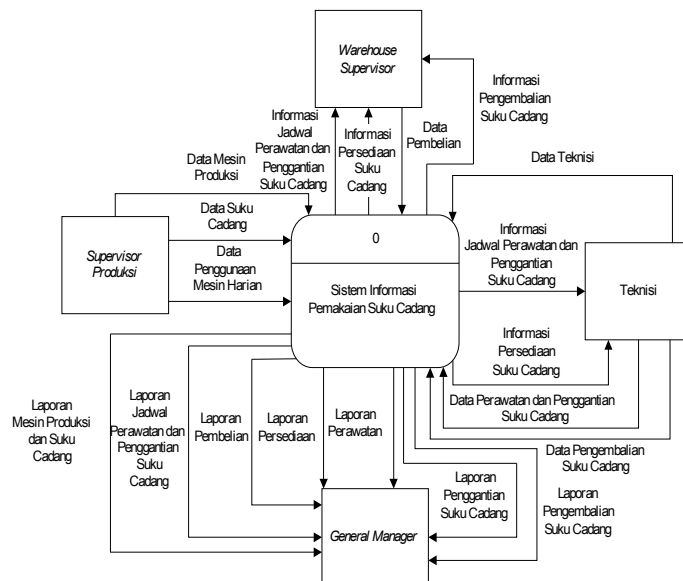 Warehouse
Supervisor
Informasi
Pengembalian
Suku Cadang
Informasi
Jadwal
Perawatan dan
Penggantian
Suku Cadang
Informasi
Persediaan
Suku
Cadang
Data
Pembelian
Data Mesin
Produksi
Data Teknisi
Data Suku
Cadang
Supervisor
Produksi
Data
Penggunaan
Mesin Harian
0
Sistem Informasi
Pemakaian Suku Cadang
Informasi
Jadwal Perawatan dan
Penggantian
Suku Cadang
Teknisi
Informasi
Persediaan
Suku Cadang
Data Perawatan dan Penggantian
Suku Cadang
Data Pengembalian
Suku Cadang
Laporan
Mesin Produksi
dan Suku
Cadang
Laporan
Jadwal
Perawatan dan
Penggantian
Suku
Cadang
Laporan
Pembelian
Laporan
Persediaan
Laporan
Perawatan
Laporan
Penggantian
Suku Cadang
Laporan
Pengembalian
Suku Cadang
General Manager